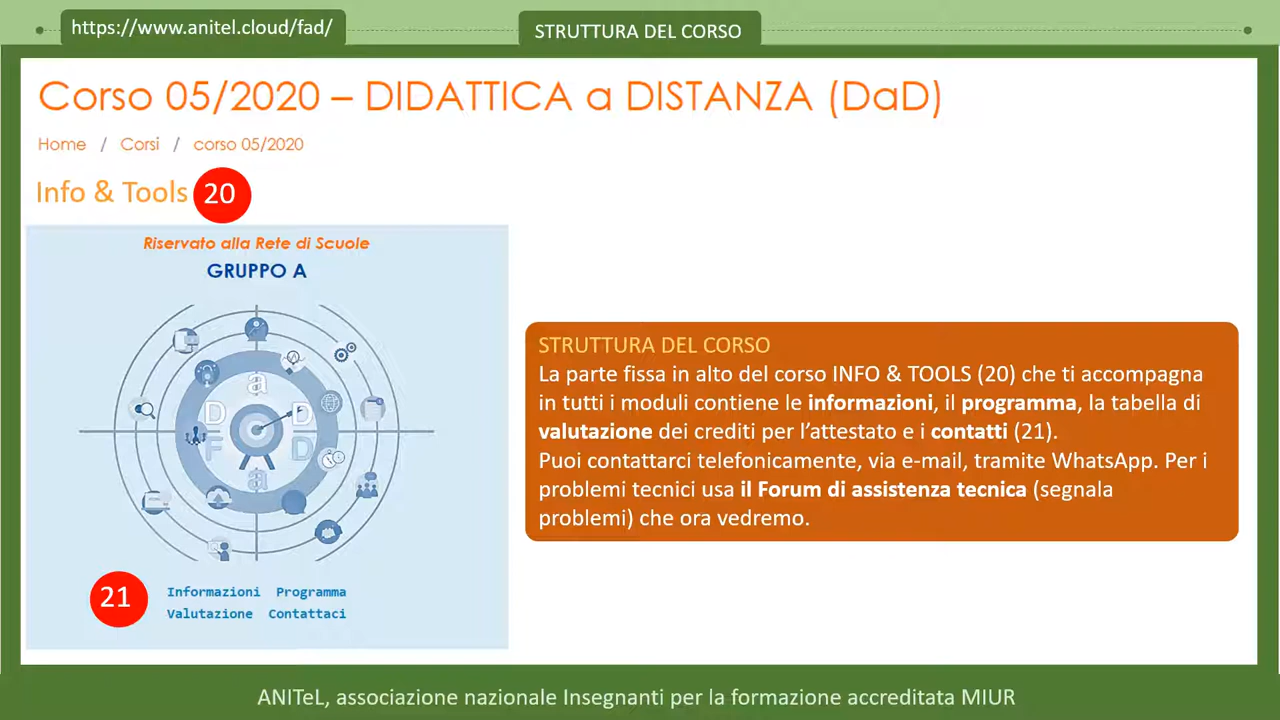 https://www.anitel.cloud/fad/
STRUTTURA DEL CORSO
Corso 05/2020 – DIDATTICA a DISTANZA (DaD)
Home / Corsi / corso 05/2020
Info & Tools 20
Riservato alla Rete di Scuole
GRUPPO A
a
D D
F D
a
21
Informazioni Programma
Valutazione Contattaci
STRUTTURA DEL CORSO
La parte fissa in alto del corso INFO & TOOLS (20) che ti accompagna
in tutti i moduli contiene le informazioni, il programma, la tabella di
valutazione dei crediti per l’attestato e i contatti (21).
Puoi contattarci telefonicamente, via e-mail, tramite WhatsApp. Per i
problemi tecnici usa il Forum di assistenza tecnica (segnala
problemi) che ora vedremo.
ANITeL, associazione nazionale Insegnanti per la formazione accreditata MIUR